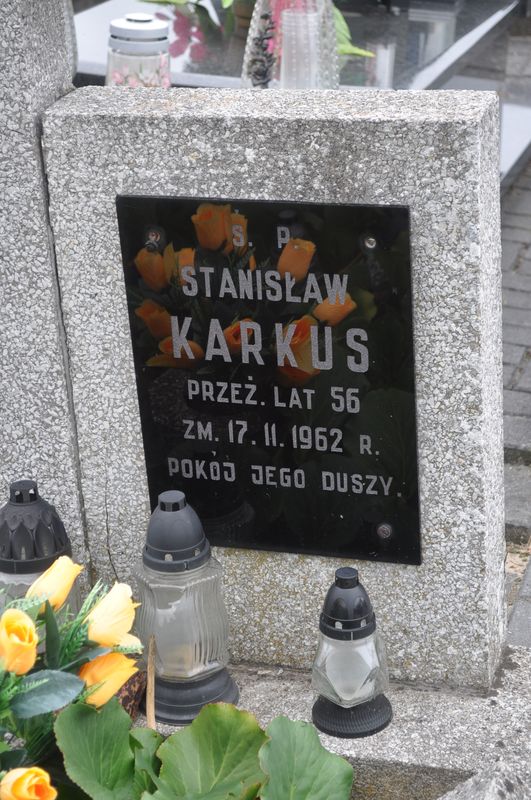 S. P.
STANISŁAW
KARKUS
PRZEŻ. LAT 56
ZM. 17. 11. 1962 R.
POKÓJ JEGO DUSZY.